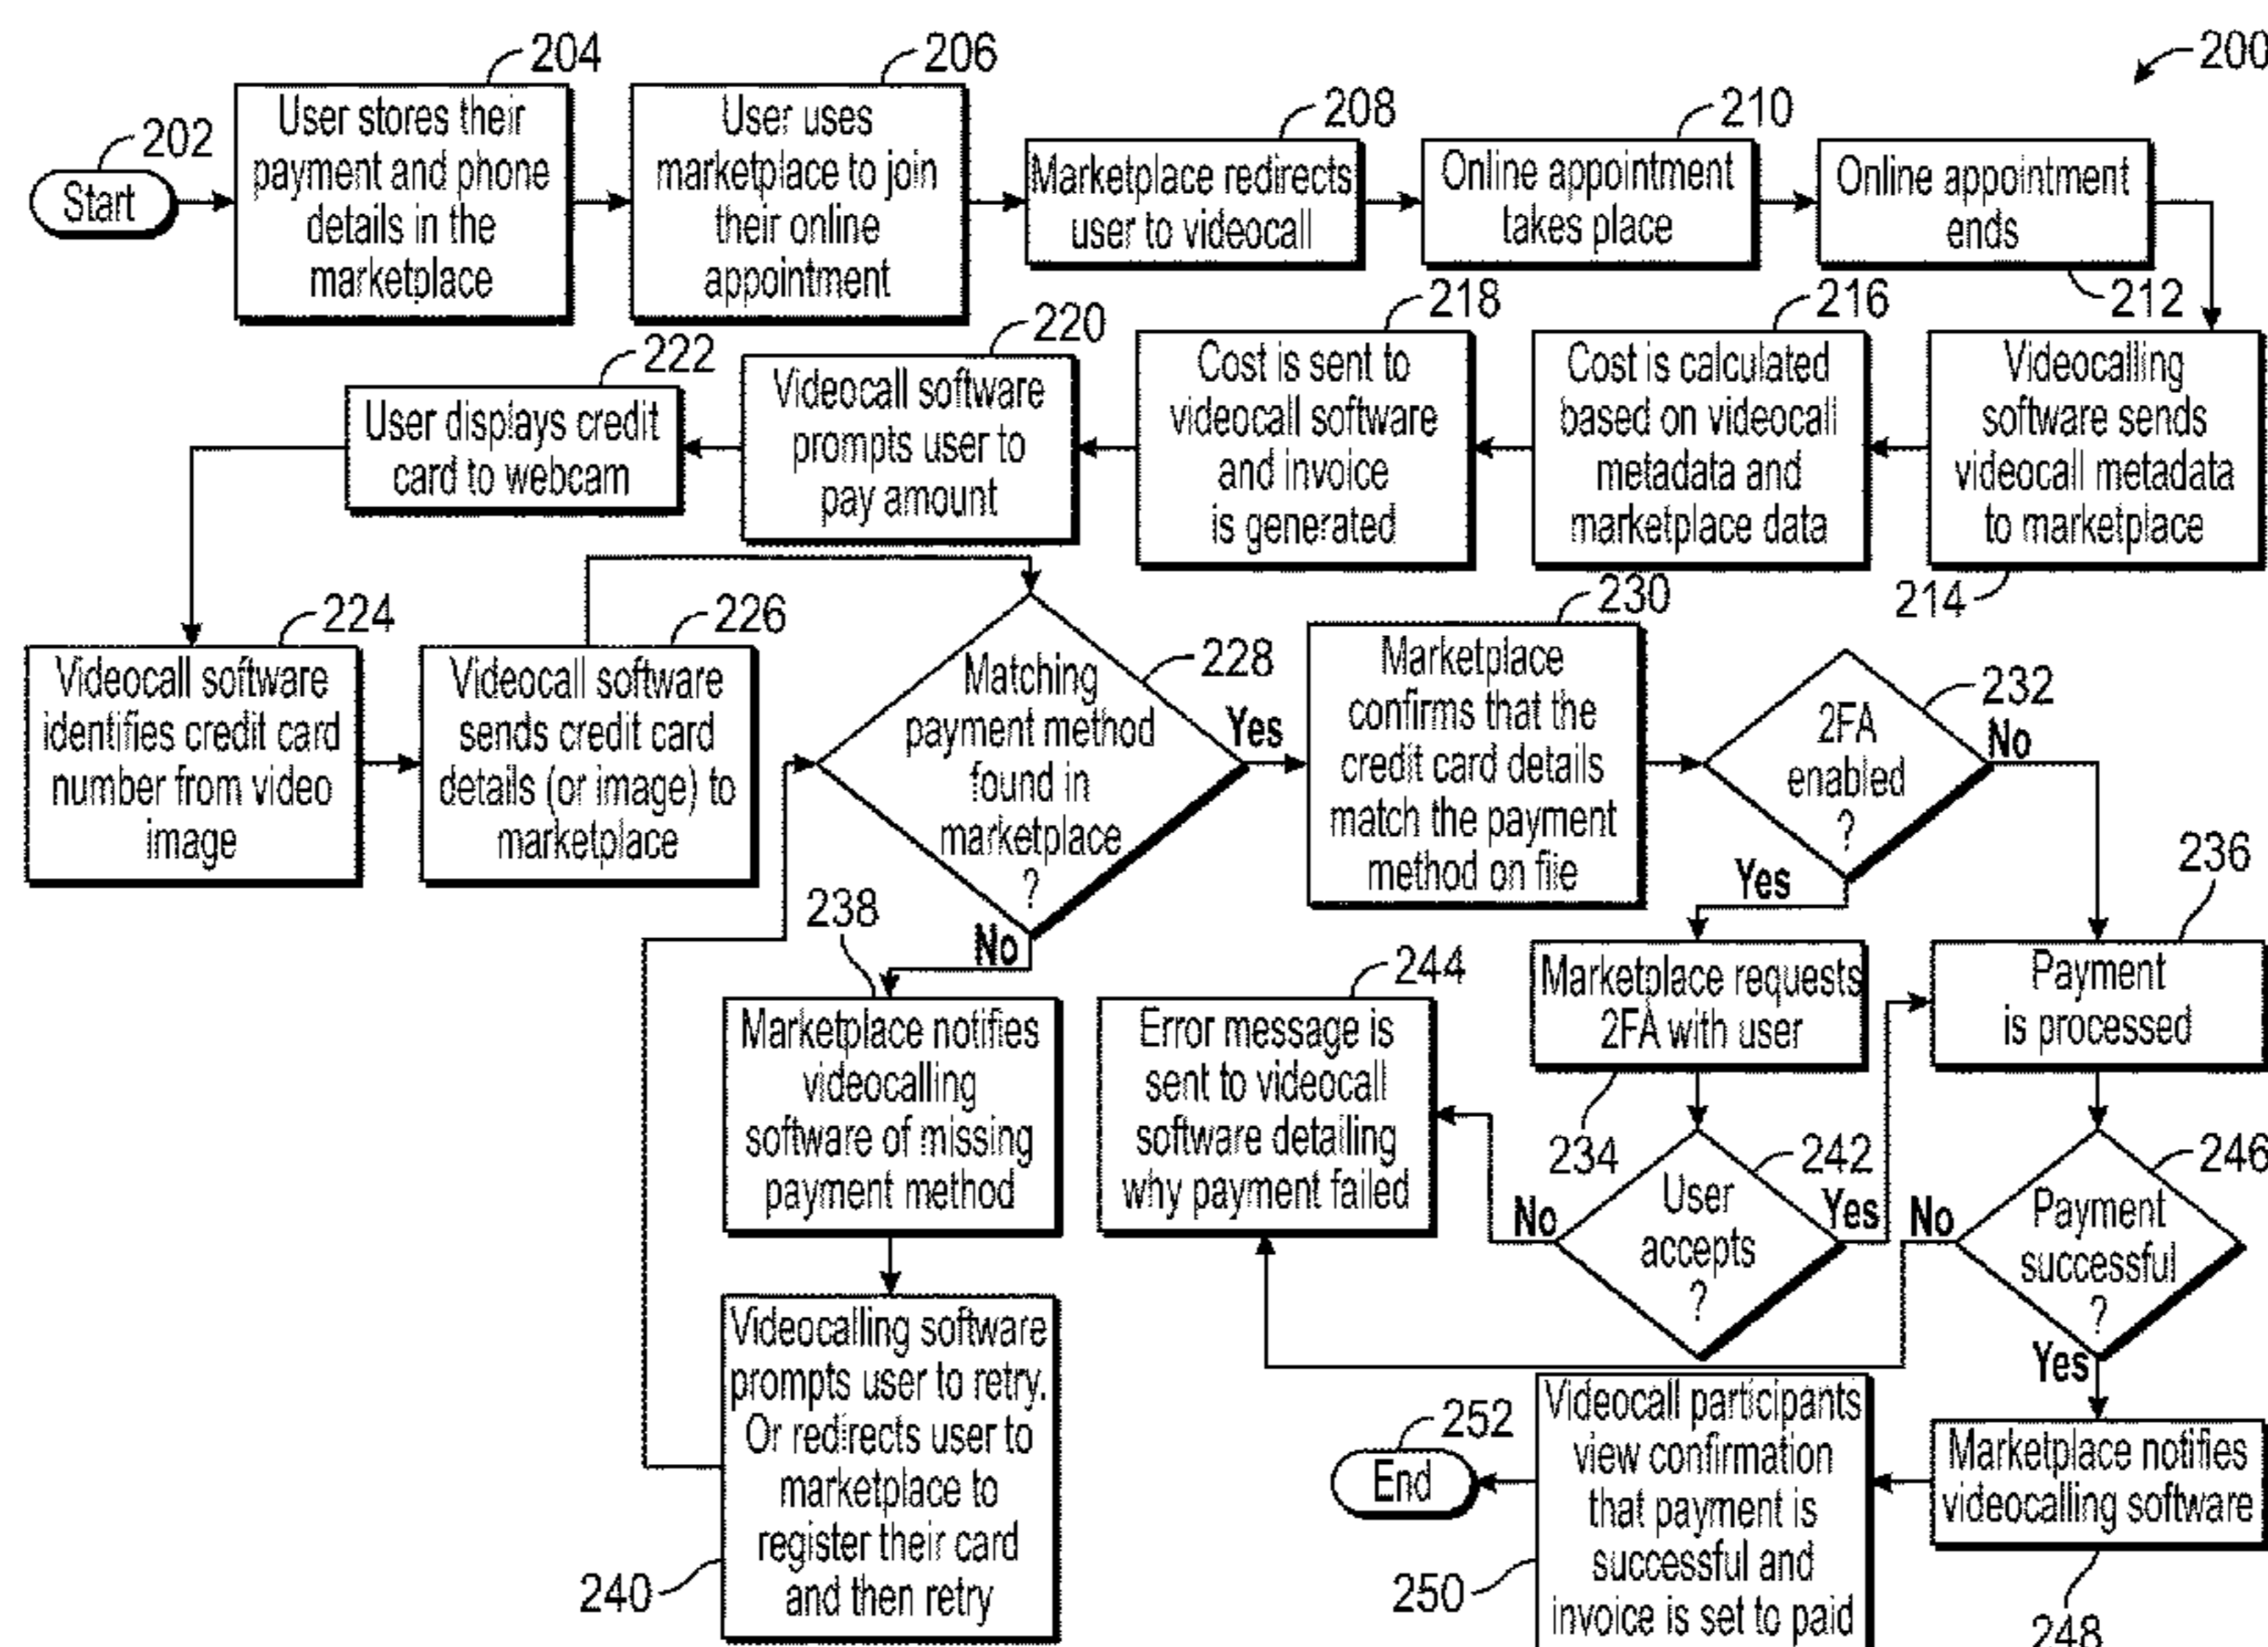 200
202
Start
204
User stores their
payment and phone
details in the
marketplace
206
User uses
marketplace to join
their online
appointment
208
Marketplace redirects
user to videocall
210
Online appointment
takes place
Online appointment
ends
212
Videocalling
software sends
videocall metadata
to marketplace
214
216
Cost is calculated
based on videocall
metadata and
marketplace data
218
Cost is sent to
videocall software
and invoice
is generated
220
Videocall software
prompts user to
pay amount
222
User displays credit
card to webcam
224
Videocall software
identifies credit card
number from video
image
226
Videocall software
sends credit card
details (or image) to
marketplace
228
Matching
payment method
found in
marketplace
?
Yes
No
230
Marketplace
confirms that the
credit card details
match the payment
method on file
232
2FA
enabled
?
No
Yes
Marketplace requests
2FA with user
234
236
Payment
is processed
238
Marketplace notifies
videocalling
software of missing
payment method
Videocalling software
prompts user to retry.
Or redirects user to
marketplace to
register their card
and then retry
240
242
User
accepts
?
No
Yes
244
Error message is
sent to videocall
software detailing
why payment failed
246
Payment
successful
?
No
Yes
Marketplace notifies
videocalling software
248
Videocall participants
view confirmation
that payment is
successful and
invoice is set to paid
250
252
End